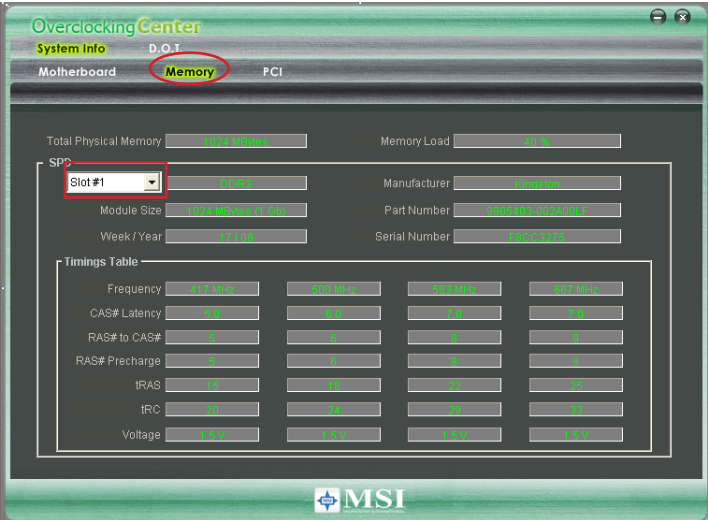 Overclocking Center
System Info D.O.T.
Motherboard Memory PCI
Total Physical Memory 1024 MBytes Memory Load 40 %
SPD
Slot #1 DDR3 Manufacturer Kingston
Module Size 1024 MBytes (1 Gb) Part Number
Week / Year 17 / 08 Serial Number
Timings Table
Frequency 417 MHz 500 MHz 583 MHz 667 MHz
CAS# Latency 5.0 6.0 7.0 7.0
RAS# to CAS# 5 6 8 9
RAS# Precharge 5 6 8 9
tRAS 15 18 22 25
tRC 20 24 29 33
Voltage 1.5 V 1.5 V 1.5 V 1.5 V
MSI